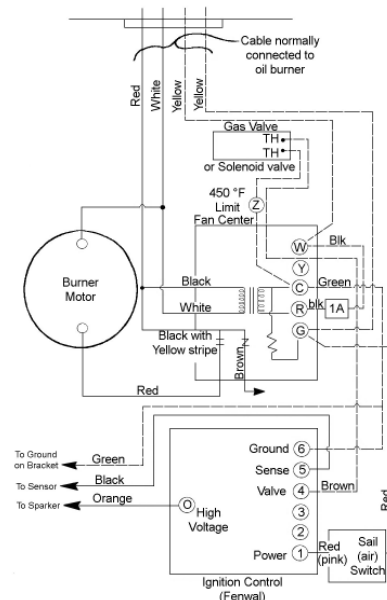 Cable normally
connected to
oil burner
Red
White
Yellow
Yellow
Gas Valve
TH
TH
or Solenoid valve
450 °F
Limit
Z
Fan Center
W
Blk
Y
Burner
Motor
Black
C
Green
White
R
blk
1A
G
Black with
Yellow stripe
Brown
Red
To Ground
on Bracket
Green
Ground
6
To Sensor
Black
Sense
5
To Sparker
Orange
O
High
Voltage
Valve
4
Brown
3
2
Power
1
Red
(pink)
Red
Sail
(air)
Switch
Ignition Control
(Fenwal)